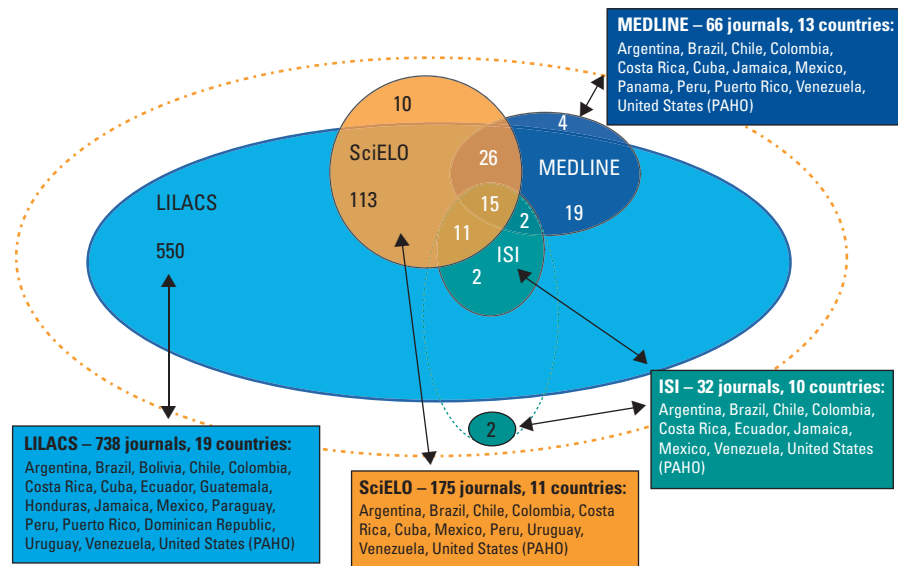 MEDLINE – 66 journals, 13 countries:
Argentina, Brazil, Chile, Colombia,
Costa Rica, Cuba, Jamaica, Mexico,
Panama, Peru, Puerto Rico, Venezuela,
United States (PAHO)
10
4
SciELO
26
MEDLINE
LILACS
113
15
19
2
11
550
ISI
2
2
ISI – 32 journals, 10 countries:
Argentina, Brazil, Chile, Colombia,
Costa Rica, Ecuador, Jamaica,
Mexico, Venezuela, United States
(PAHO)
LILACS – 738 journals, 19 countries:
Argentina, Brazil, Bolivia, Chile, Colombia,
Costa Rica, Cuba, Ecuador, Guatemala,
Honduras, Jamaica, Mexico, Paraguay,
Peru, Puerto Rico, Dominican Republic,
Uruguay, Venezuela, United States (PAHO)
SciELO – 175 journals, 11 countries:
Argentina, Brazil, Chile, Colombia, Costa
Rica, Cuba, Mexico, Peru, Uruguay,
Venezuela, United States (PAHO)